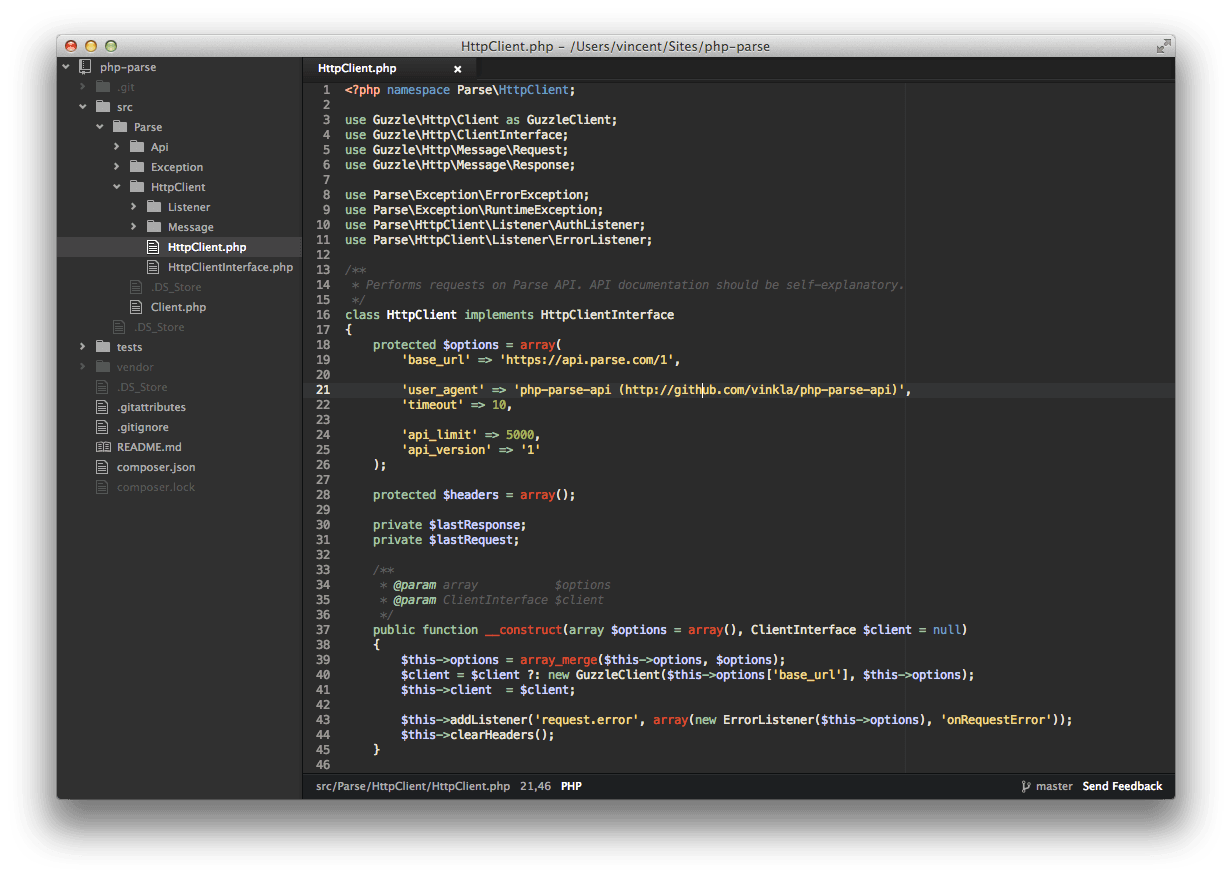 HttpClient.php – /Users/vincent/Sites/php-parse
php-parse
.git
src
Parse
Api
Exception
HttpClient
Listener
Message
HttpClient.php
HttpClientInterface.php
.DS_Store
Client.php
.DS_Store
tests
vendor
.DS_Store
.gitattributes
.gitignore
README.md
composer.json
composer.lock
HttpClient.php
1 <?php namespace Parse\HttpClient;
2
3 use Guzzle\Http\Client as GuzzleClient;
4 use Guzzle\Http\ClientInterface;
5 use Guzzle\Http\Message\Request;
6 use Guzzle\Http\Message\Response;
7
8 use Parse\Exception\ErrorException;
9 use Parse\Exception\RuntimeException;
10 use Parse\HttpClient\Listener\AuthListener;
11 use Parse\HttpClient\Listener\ErrorListener;
12
13 /**
14  * Performs requests on Parse API. API documentation should be self-explanatory.
15  */
16 class HttpClient implements HttpClientInterface
17 {
18     protected $options = array(
19         'base_url' => 'https://api.parse.com/1',
20
21         'user_agent' => 'php-parse-api (http://github.com/vinkla/php-parse-api)',
22         'timeout' => 10,
23
24         'api_limit' => 5000,
25         'api_version' => '1'
26     );
27
28     protected $headers = array();
29
30     private $lastResponse;
31     private $lastRequest;
32
33     /**
34      * @param array           $options
35      * @param ClientInterface $client
36      */
37     public function __construct(array $options = array(), ClientInterface $client = null)
38     {
39         $this->options = array_merge($this->options, $options);
40         $client = $client ?: new GuzzleClient($this->options['base_url'], $this->options);
41         $this->client  = $client;
42
43         $this->addListener('request.error', array(new ErrorListener($this->options), 'onRequestError'));
44         $this->clearHeaders();
45     }
46
src/Parse/HttpClient/HttpClient.php 21,46 PHP
master Send Feedback